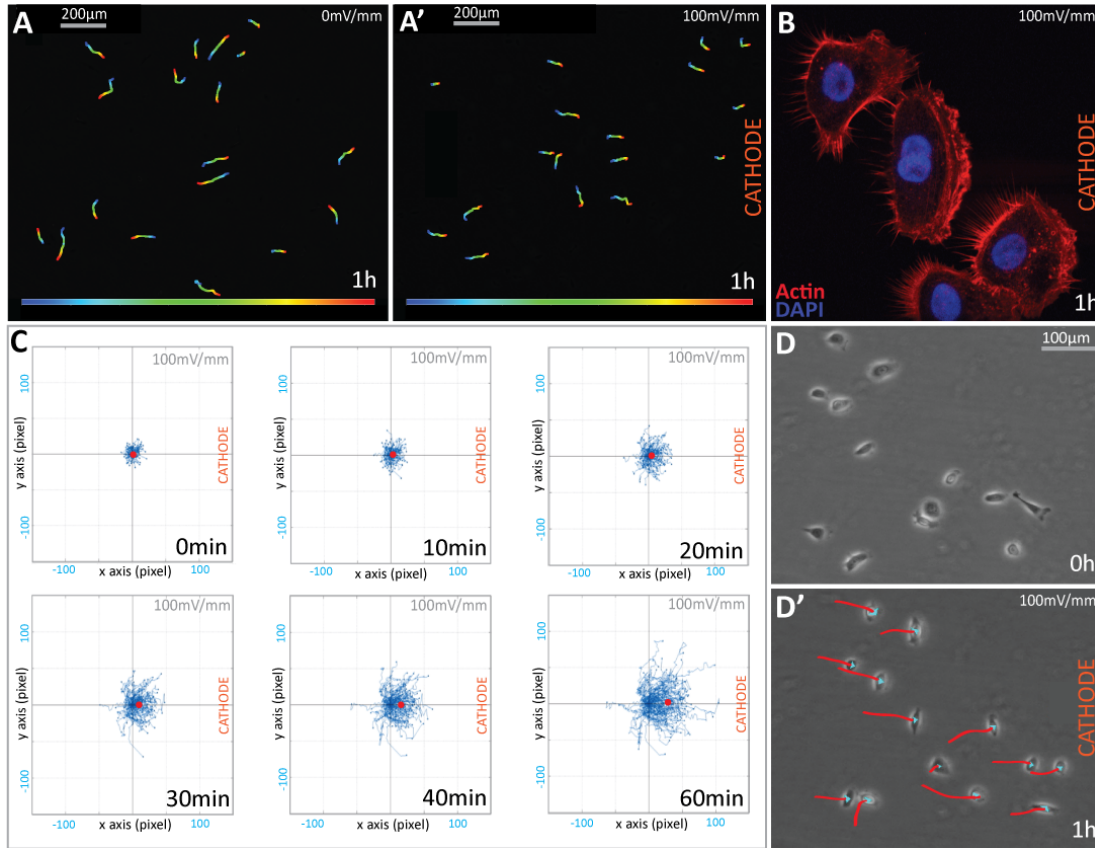 A
200µm
0mV/mm
1h
A'
200µm
100mV/mm
CATHODE
1h
B
100mV/mm
CATHODE
Actin
DAPI
1h
C
100mV/mm
100
y axis (pixel)
-100
CATHODE
0min
-100
x axis (pixel)
100
100mV/mm
100
y axis (pixel)
-100
CATHODE
10min
-100
x axis (pixel)
100
100mV/mm
100
y axis (pixel)
-100
CATHODE
20min
-100
x axis (pixel)
100
100mV/mm
100
y axis (pixel)
-100
CATHODE
30min
-100
x axis (pixel)
100
100mV/mm
100
y axis (pixel)
-100
CATHODE
40min
-100
x axis (pixel)
100
100mV/mm
100
y axis (pixel)
-100
CATHODE
60min
-100
x axis (pixel)
100
D
100µm
0h
D'
100mV/mm
CATHODE
1h